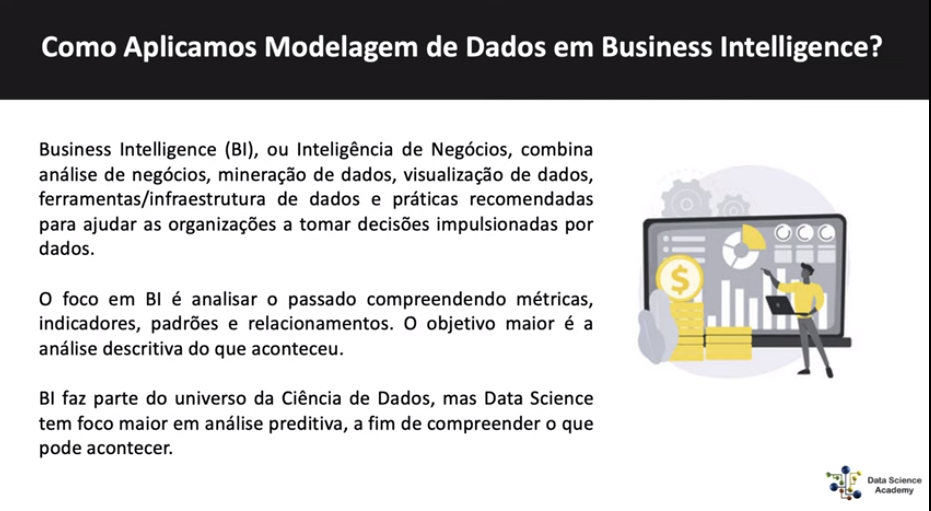 Como Aplicamos Modelagem de Dados em Business Intelligence?
Business Intelligence (BI), ou Inteligência de Negócios, combina
análise de negócios, mineração de dados, visualização de dados,
ferramentas/infraestrutura de dados e práticas recomendadas
para ajudar as organizações a tomar decisões impulsionadas por
dados.
O foco em BI é analisar o passado compreendendo métricas,
indicadores, padrões e relacionamentos. O objetivo maior é a
análise descritiva do que aconteceu.
BI faz parte do universo da Ciência de Dados, mas Data Science
tem foco maior em análise preditiva, a fim de compreender o que
pode acontecer.
$
Data Science
Academy